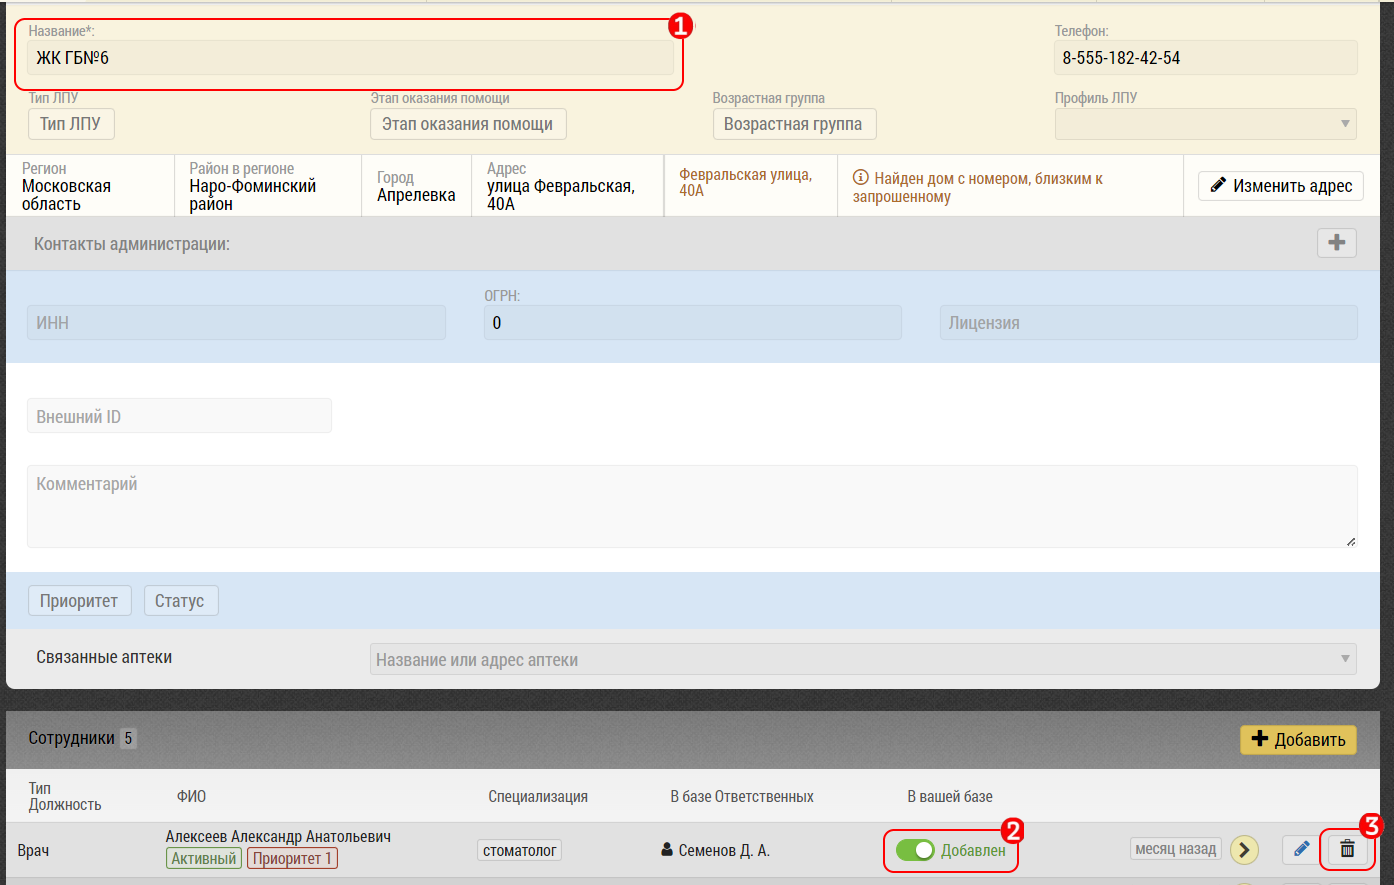 Название*:
1
ЖК ГБ№6
Телефон:
8-555-182-42-54
Тип ЛПУ
Тип ЛПУ
Этап оказания помощи
Этап оказания помощи
Возрастная группа
Возрастная группа
Профиль ЛПУ
Регион
Московская
область
Район в регионе
Наро-Фоминский
район
Город
Апрелевка
Адрес
улица Февральская,
40А
Февральская улица,
40А
Найден дом с номером, близким к
запрошенному
Изменить адрес
Контакты администрации:
ИНН
ОГРН:
0
Лицензия
Внешний ID
Комментарий
Приоритет
Статус
Связанные аптеки
Название или адрес аптеки
Сотрудники 5
Добавить
Тип
Должность
ФИО
Специализация
В базе Ответственных
В вашей базе
Врач
Алексеев Александр Анатольевич
Активный
Приоритет 1
стоматолог
Семенов Д. А.
2
Добавлен
месяц назад
3